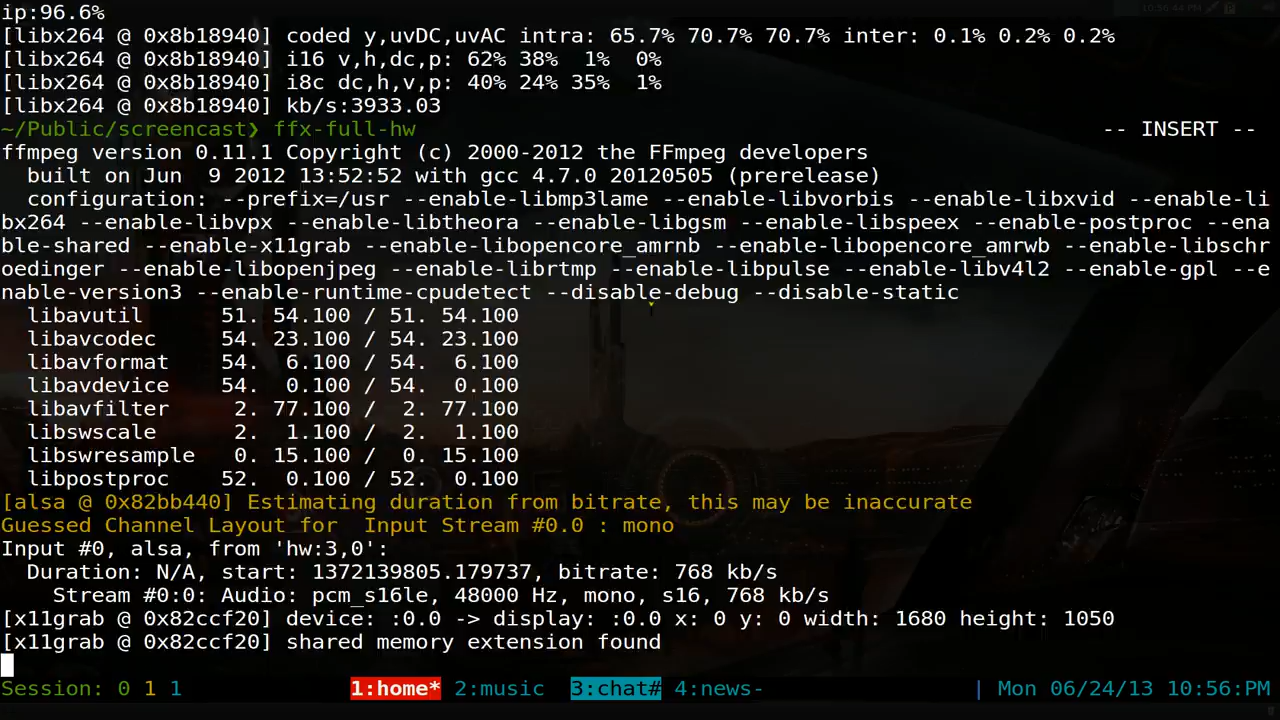 ip:96.6%
[libx264 @ 0x8b18940] coded y,uvDC,uvAC intra: 65.7% 70.7% 70.7% inter: 0.1% 0.2% 0.2%
[libx264 @ 0x8b18940] i16 v,h,dc,p: 62% 38%  1%  0%
[libx264 @ 0x8b18940] i8c dc,h,v,p: 40% 24% 35%  1%
[libx264 @ 0x8b18940] kb/s:3933.03
~/Public/screencast❯ ffx-full-hw -- INSERT --
ffmpeg version 0.11.1 Copyright (c) 2000-2012 the FFmpeg developers
  built on Jun  9 2012 13:52:52 with gcc 4.7.0 20120505 (prerelease)
  configuration: --prefix=/usr --enable-libmp3lame --enable-libvorbis --enable-libxvid --enable-li
bx264 --enable-libvpx --enable-libtheora --enable-libgsm --enable-libspeex --enable-postproc --ena
ble-shared --enable-x11grab --enable-libopencore_amrnb --enable-libopencore_amrwb --enable-libschr
oedinger --enable-libopenjpeg --enable-librtmp --enable-libpulse --enable-libv4l2 --enable-gpl --e
nable-version3 --enable-runtime-cpudetect --disable-debug --disable-static
  libavutil      51. 54.100 / 51. 54.100
  libavcodec     54. 23.100 / 54. 23.100
  libavformat    54.  6.100 / 54.  6.100
  libavdevice    54.  0.100 / 54.  0.100
  libavfilter     2. 77.100 /  2. 77.100
  libswscale      2.  1.100 /  2.  1.100
  libswresample   0. 15.100 /  0. 15.100
  libpostproc    52.  0.100 / 52.  0.100
[alsa @ 0x82bb440] Estimating duration from bitrate, this may be inaccurate
Guessed Channel Layout for  Input Stream #0.0 : mono
Input #0, alsa, from 'hw:3,0':
  Duration: N/A, start: 1372139805.179737, bitrate: 768 kb/s
    Stream #0:0: Audio: pcm_s16le, 48000 Hz, mono, s16, 768 kb/s
[x11grab @ 0x82ccf20] device: :0.0 -> display: :0.0 x: 0 y: 0 width: 1680 height: 1050
[x11grab @ 0x82ccf20] shared memory extension found
Session: 0 1 1 1:home* 2:music 3:chat# 4:news- | Mon 06/24/13 10:56:PM